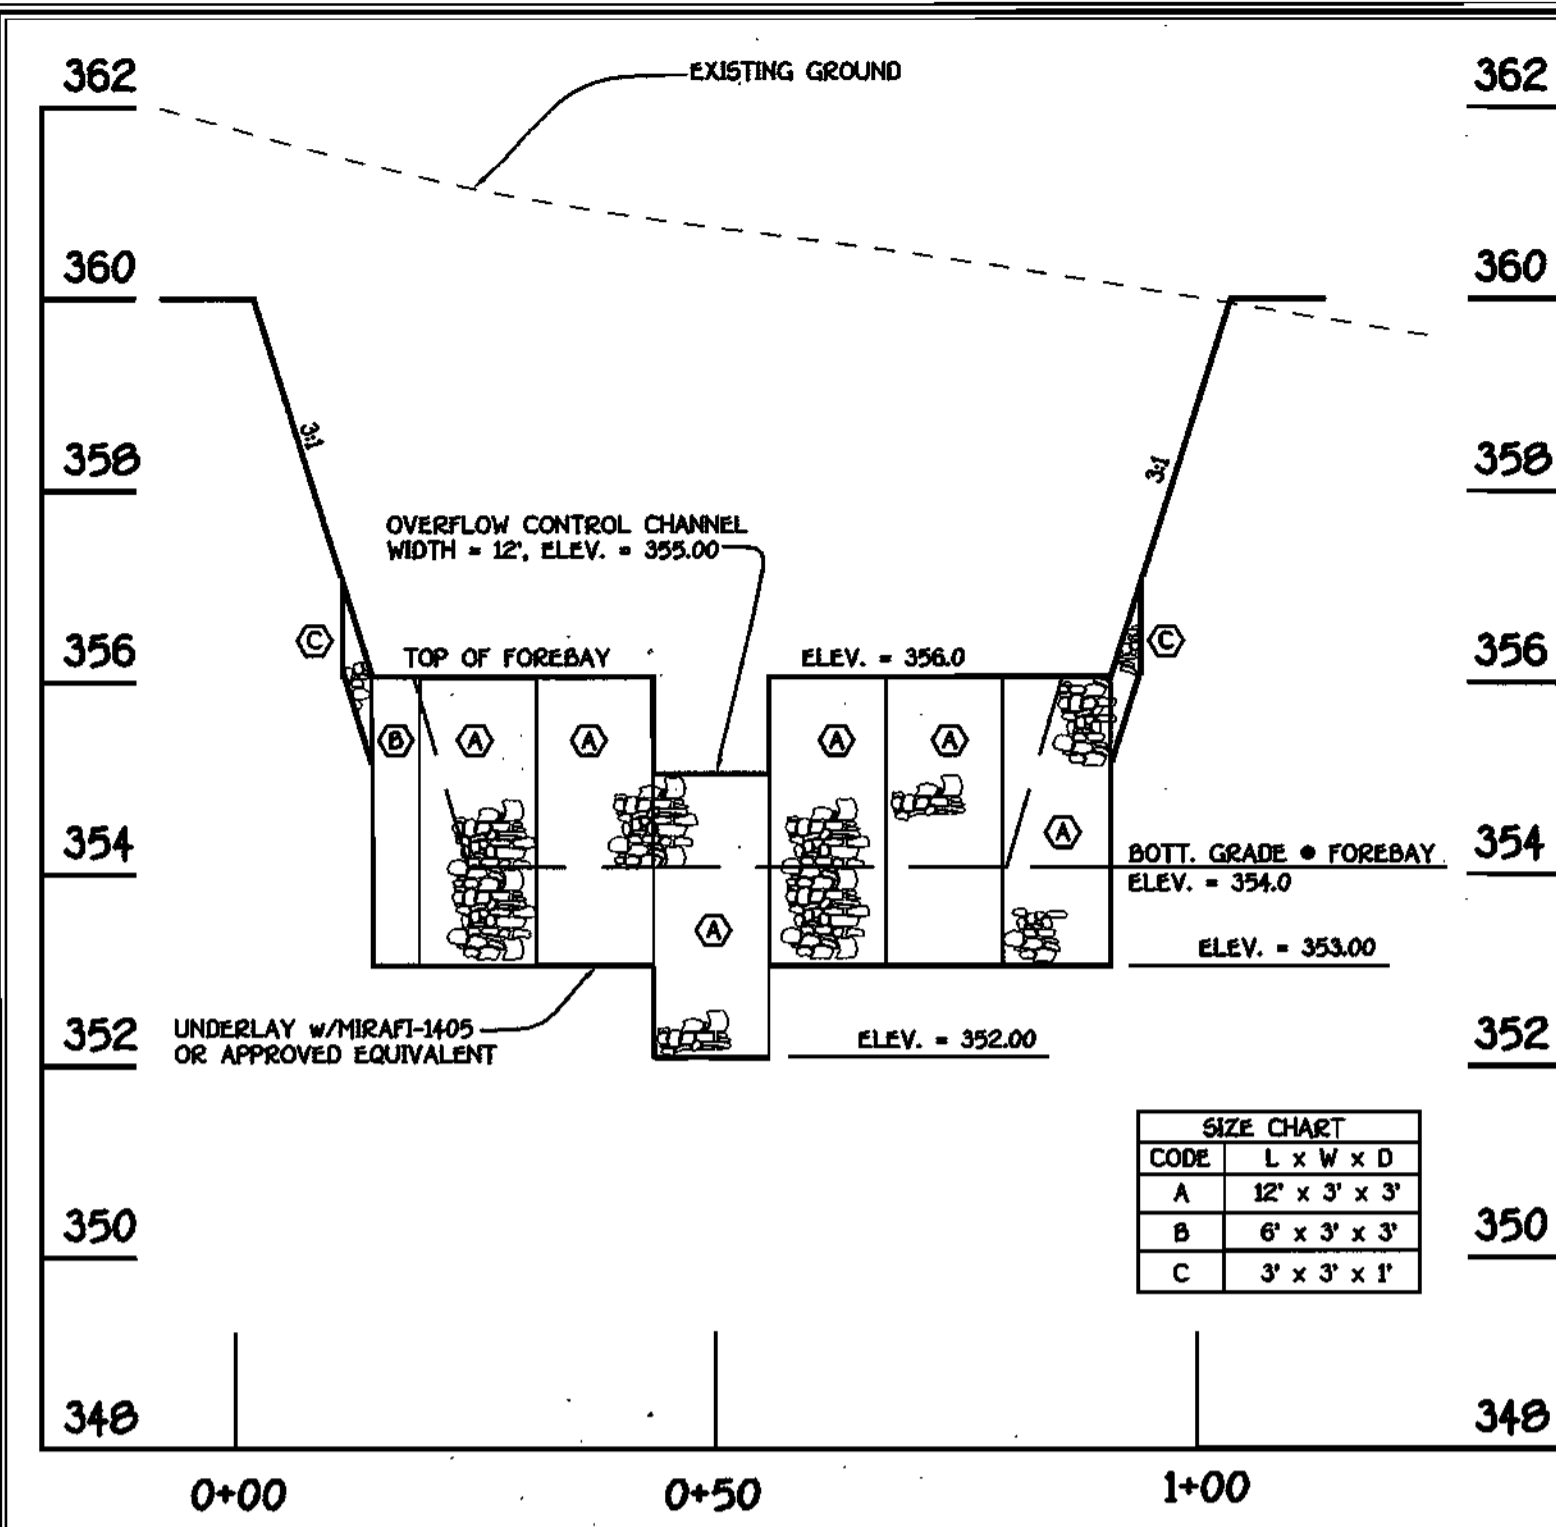 362
362
EXISTING GROUND
360
360
3:1
3:1
358
358
OVERFLOW CONTROL CHANNEL
WIDTH = 12', ELEV. = 355.00
C
C
356
TOP OF FOREBAY
ELEV. = 356.0
356
B
A
A
A
A
A
354
354
BOTT. GRADE ● FOREBAY
ELEV. = 354.0
A
ELEV. = 353.00
UNDERLAY w/MIRAFI-1405
OR APPROVED EQUIVALENT
352
352
ELEV. = 352.00
SIZE CHART
CODE L x W x D
A 12' x 3' x 3'
B 6' x 3' x 3'
C 3' x 3' x 1'
350
350
348
348
0+00
0+50
1+00